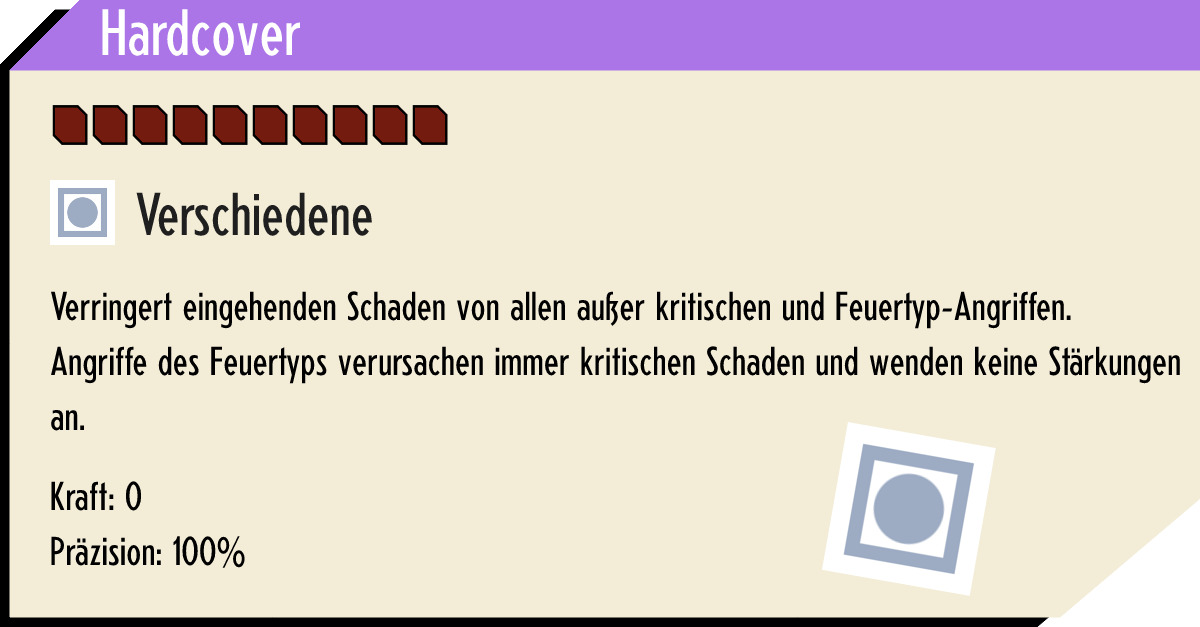 Hardcover
Verschiedene
Verringert eingehenden Schaden von allen außer kritischen und Feuertyp-Angriffen.
Angriffe des Feuertyps verursachen immer kritischen Schaden und wenden keine Stärkungen
an.
Kraft: 0
Präzision: 100%